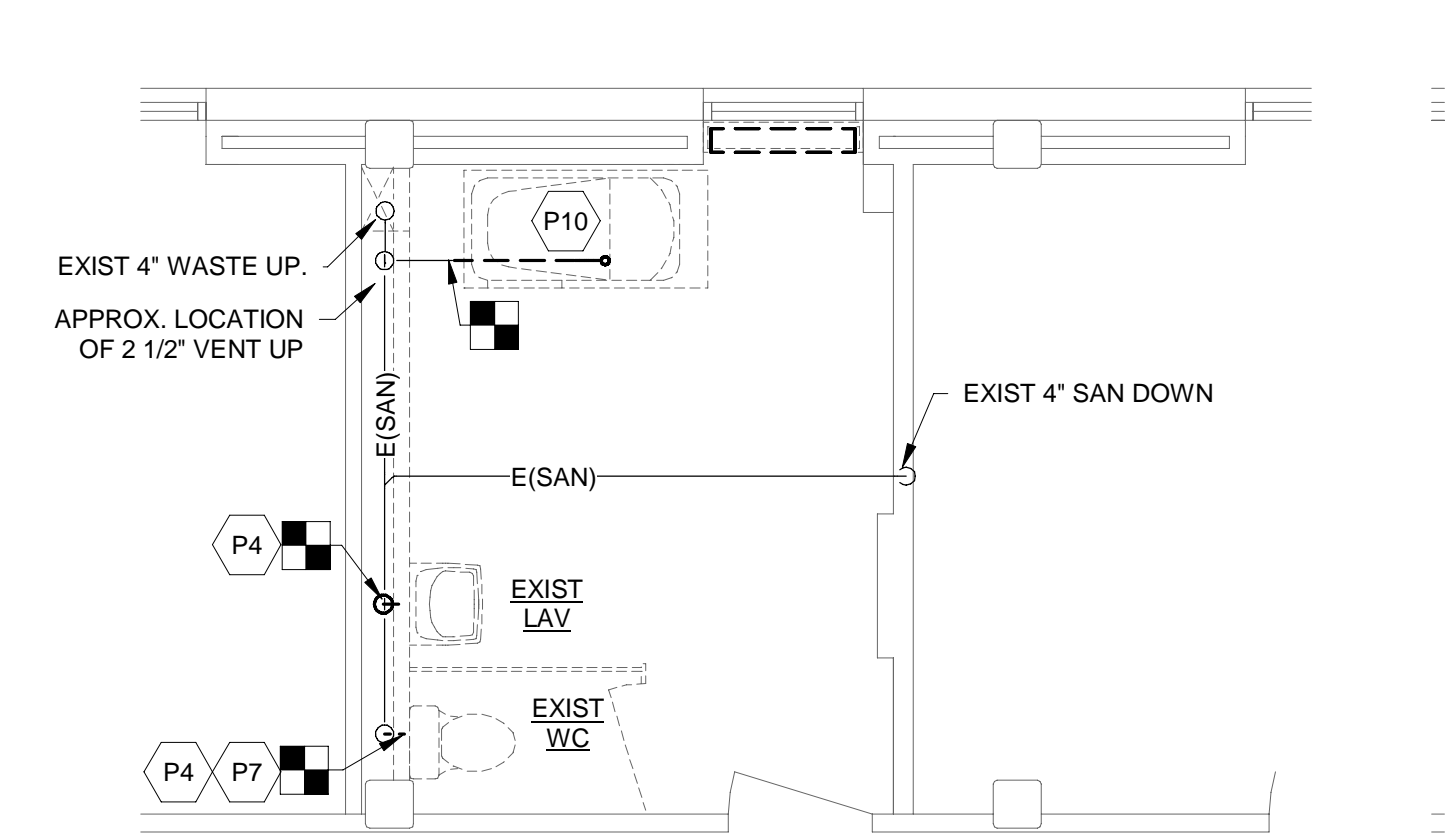 P10
EXIST 4" WASTE UP.
APPROX. LOCATION
OF 2 1/2" VENT UP
E(SAN)
EXIST 4" SAN DOWN
E(SAN)
P4
EXIST
LAV
EXIST
WC
P4 P7